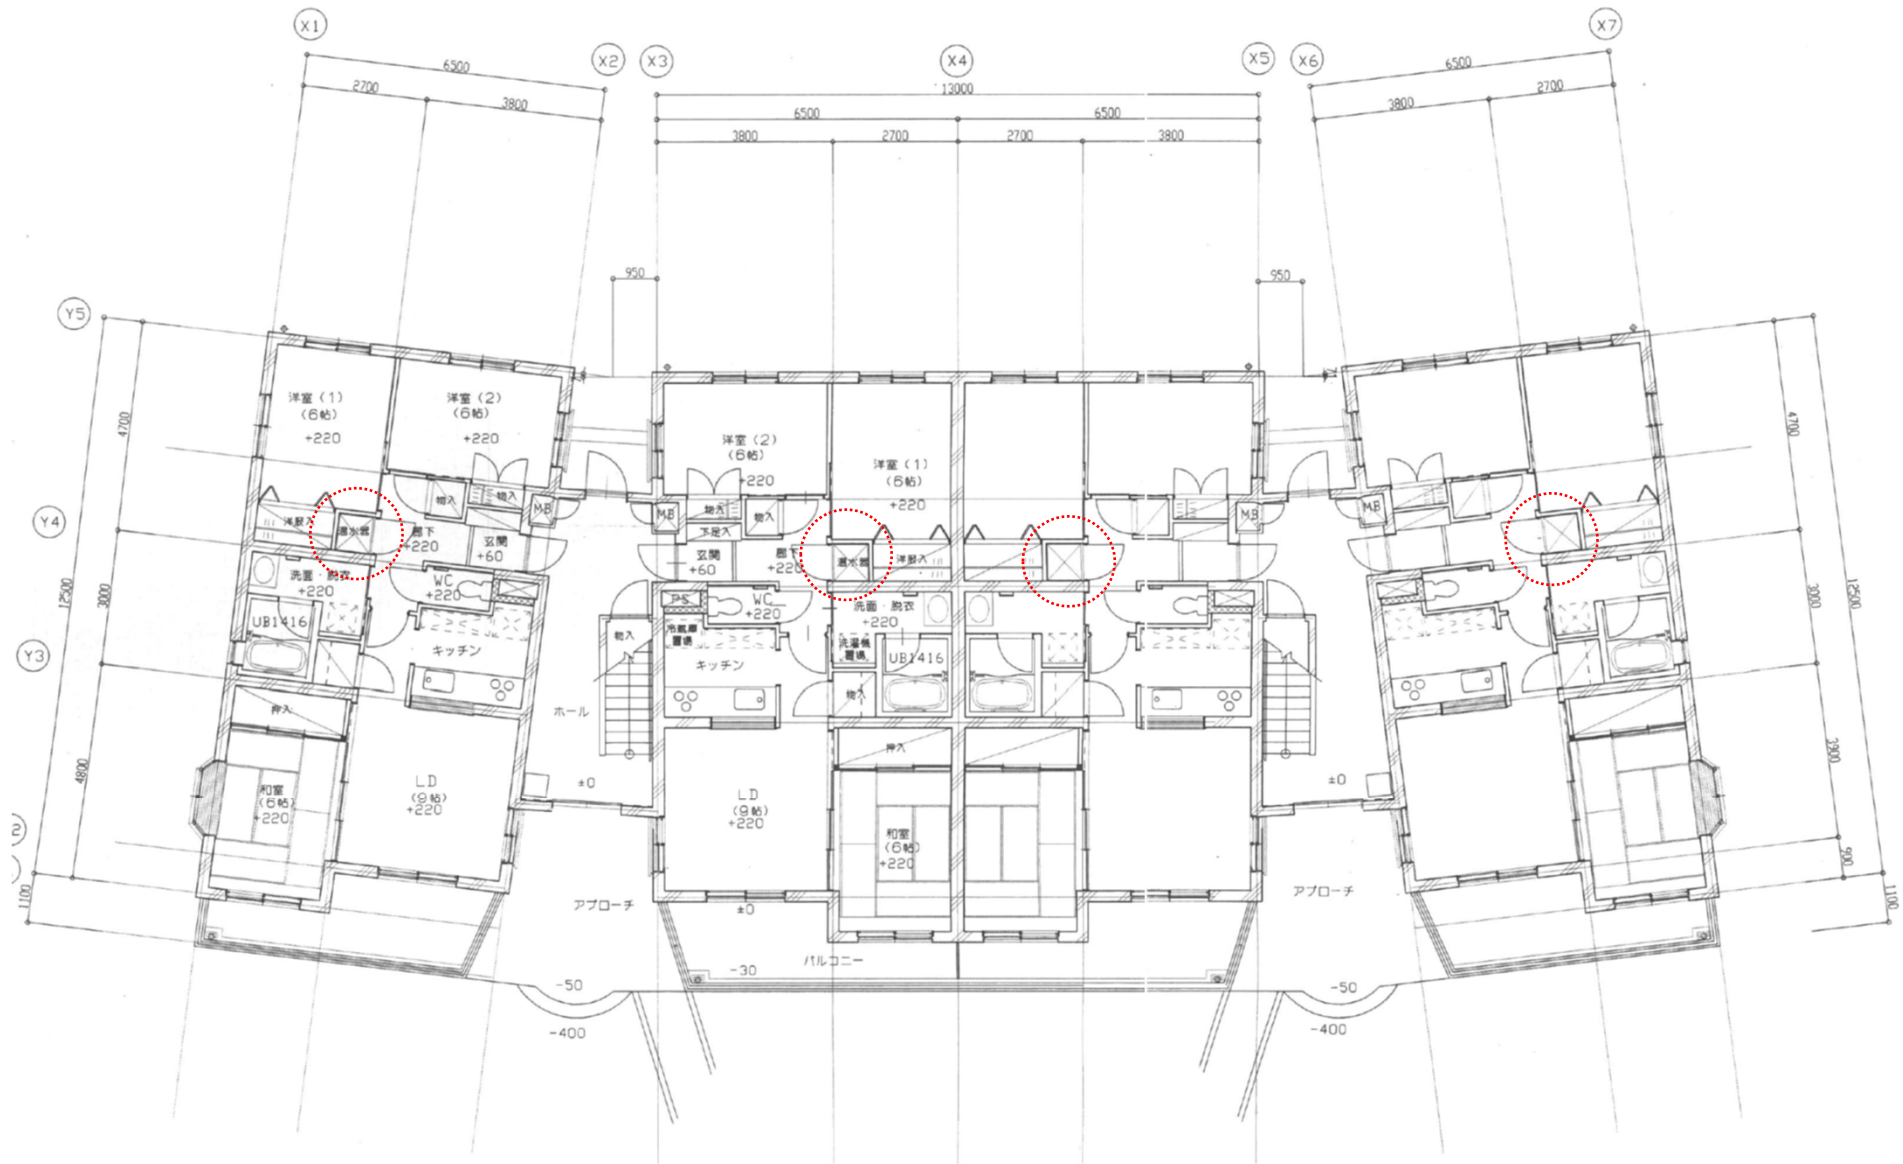 X1
X2
X3
X4
X5
X6
X7
6500
2700
3800
13000
6500
6500
3800
2700
2700
3800
6500
3800
2700
950
950
Y5
Y4
Y3
2
4700
3000
12500
4800
1100
4700
3000
12500
3900
900
1100
洋室(1)
(6帖)
+220
洋室(2)
(6帖)
+220
物入
物入
MB
洋服入
温水器
廊下
+220
玄関
+60
洗面・脱衣
+220
WC
+220
UB1416
キッチン
押入
和室
(6帖)
+220
LD
(9帖)
+220
ホール
±0
アプローチ
-50
-400
洋室(2)
(6帖)
+220
洋室(1)
(6帖)
+220
MB
物入
下足入
物入
玄関
+60
廊下
+220
温水器
洋服入
PS
WC
+220
洗面・脱衣
+220
物入
冷蔵庫
置場
キッチン
洗濯機
置場
UB1416
物入
押入
LD
(9帖)
+220
和室
(6帖)
+220
±0
バルコニー
-30
MB
MB
±0
アプローチ
-50
-400